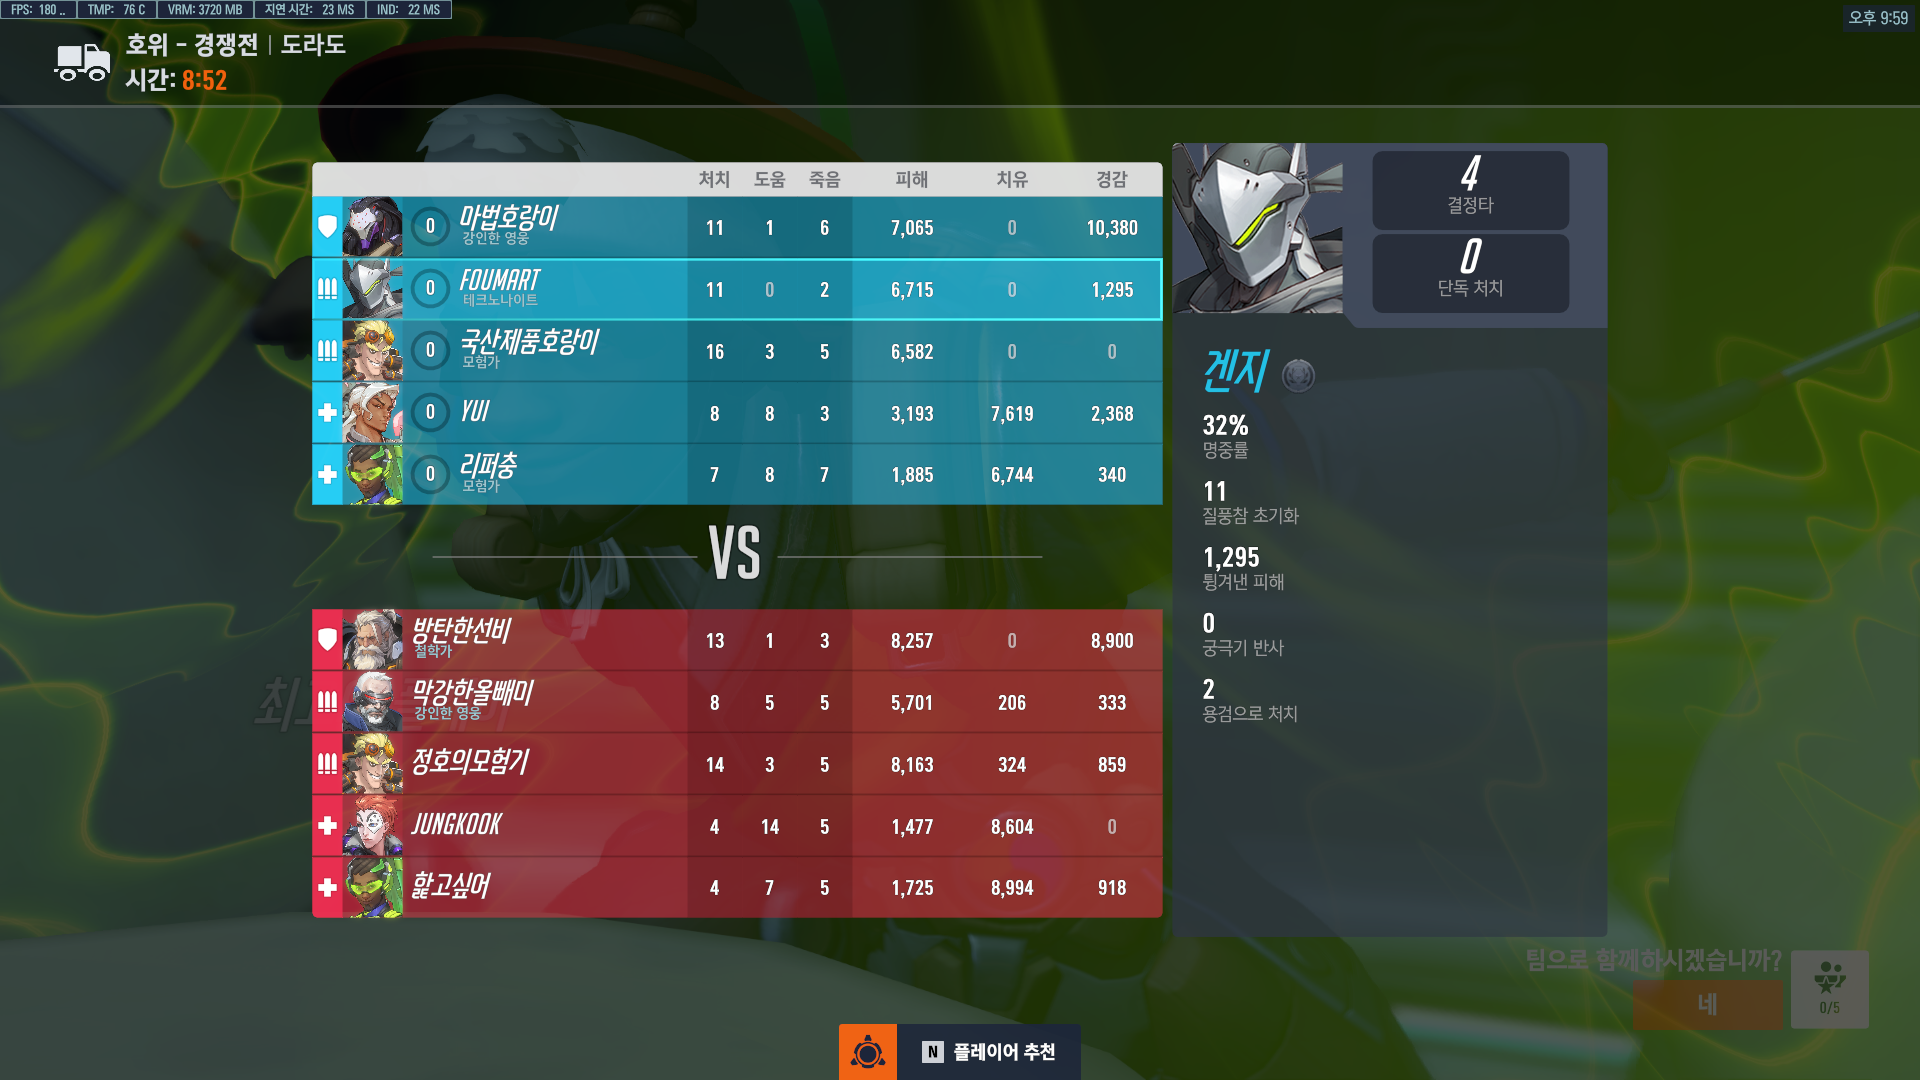 FPS: 180 .. TMP: 76 C VRM: 3720 MB 지연 시간: 23 MS IND: 22 MS
오후 9:59
호위 - 경쟁전 | 도라도
시간: 8:52
처치 도움 죽음 피해 치유 경감
0 마법호랑이 11 1 6 7,065 0 10,380
강인한 영웅
0 FOUMART 11 0 2 6,715 0 1,295
테크노나이트
0 국산제품호랑이 16 3 5 6,582 0 0
모험가
0 YUI 8 8 3 3,193 7,619 2,368
0 리퍼충 7 8 7 1,885 6,744 340
모험가
VS
방탄한선비 13 1 3 8,257 0 8,900
철학가
막강한올빼미 8 5 5 5,701 206 333
강인한 영웅
정호의모험기 14 3 5 8,163 324 859
JUNGKOOK 4 14 5 1,477 8,604 0
핥고싶어 4 7 5 1,725 8,994 918
4
결정타
0
단독 처치
겐지
32%
명중률
11
질풍참 초기화
1,295
튕겨낸 피해
0
궁극기 반사
2
용검으로 처치
팀으로 함께하시겠습니까?
네
0/5
N 플레이어 추천